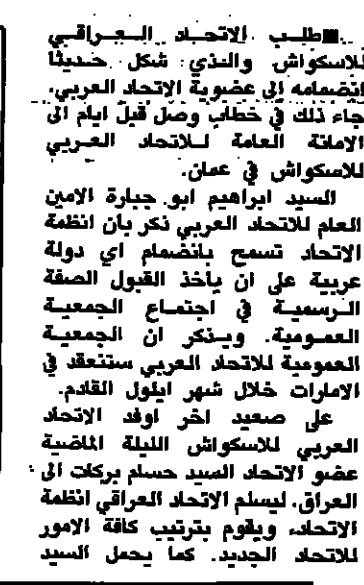 ■ طلب الاتحاد العراقي
للاسكواش والذي شكل حديثا
انضمامه الى عضوية الاتحاد العربي.
جاء ذلك في خطاب وصل قبل ايام الى
الامانة العامة للاتحاد العربي
للاسكواش في عمان.
السيد ابراهيم ابو جبارة الامين
العام للاتحاد العربي ذكر بأن انظمة
الاتحاد تسمح بانضمام اي دولة
عربية على ان يأخذ القبول الصفة
الرسمية في اجتماع الجمعية
العمومية. ويذكر ان الجمعية
العمومية للاتحاد العربي ستنعقد في
الامارات خلال شهر ايلول القادم.
على صعيد اخر اوفد الاتحاد
العربي للاسكواش الليلة الماضية
عضو الاتحاد السيد حسام بركات الى
العراق، ليسلم الاتحاد العراقي انظمة
الاتحاد، ويقوم بترتيب كافة الامور
للاتحاد الجديد. كما يحمل السيد